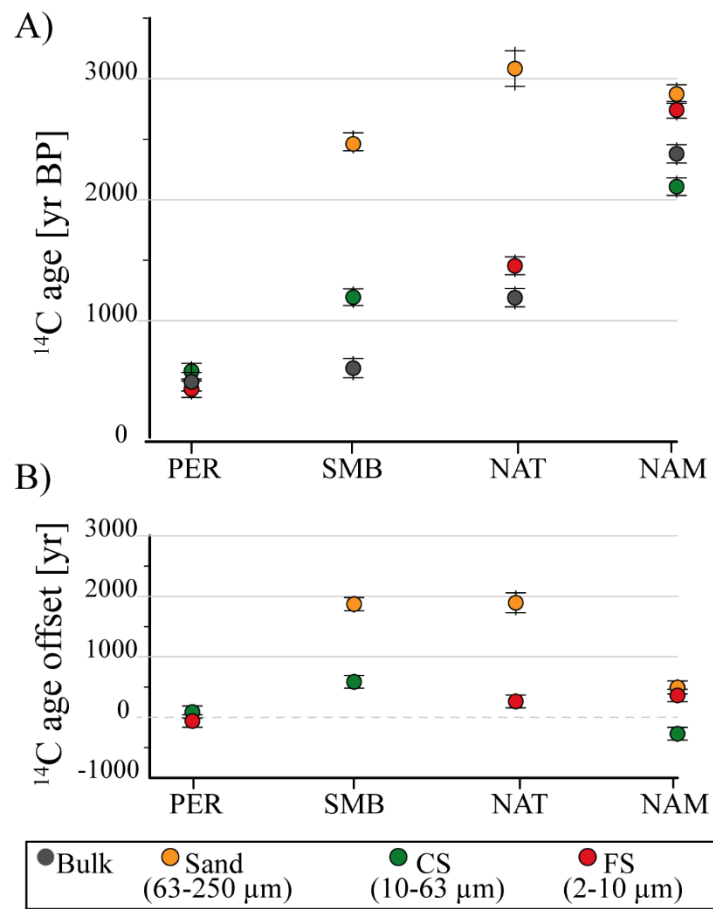 A)
3000
2000
1000
0
14C age [yr BP]
PER SMB NAT NAM
B)
3000
2000
1000
0
-1000
14C age offset [yr]
PER SMB NAT NAM
Bulk Sand CS FS
(63-250 μm) (10-63 μm) (2-10 μm)